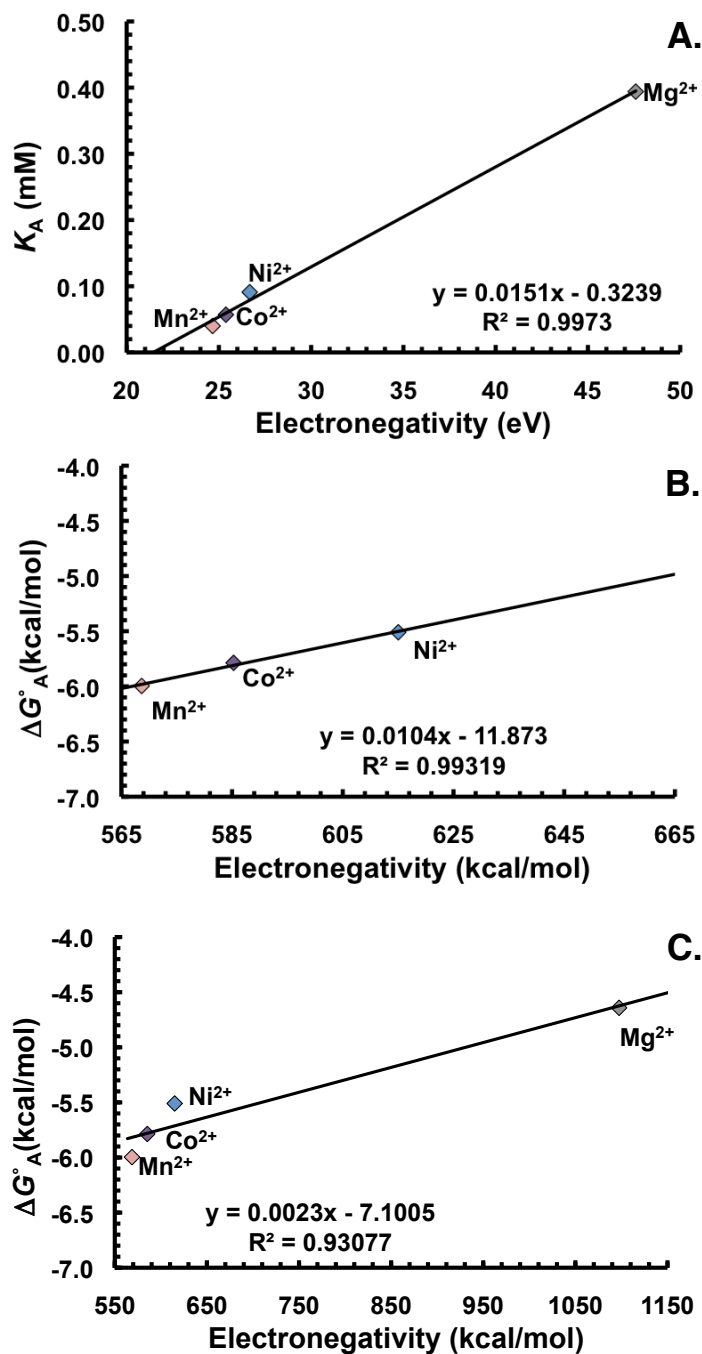 A.
0.50
0.40
0.30
0.20
0.10
0.00
K_A (mM)
Mg²⁺
Ni²⁺
Mn²⁺
Co²⁺
y = 0.0151x - 0.3239
R² = 0.9973
20 25 30 35 40 45 50
Electronegativity (eV)
B.
-4.0
-4.5
-5.0
-5.5
-6.0
-6.5
-7.0
ΔG°_A(kcal/mol)
Ni²⁺
Co²⁺
Mn²⁺
y = 0.0104x - 11.873
R² = 0.99319
565 585 605 625 645 665
Electronegativity (kcal/mol)
C.
-4.0
-4.5
-5.0
-5.5
-6.0
-6.5
-7.0
ΔG°_A(kcal/mol)
Mg²⁺
Ni²⁺
Co²⁺
Mn²⁺
y = 0.0023x - 7.1005
R² = 0.93077
550 650 750 850 950 1050 1150
Electronegativity (kcal/mol)